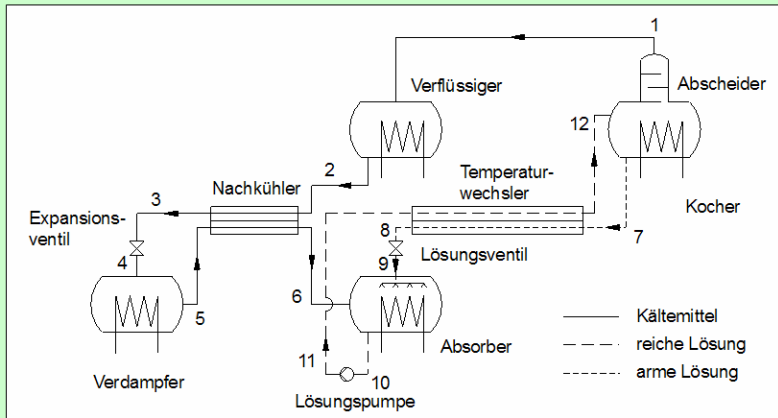 1
Verflüssiger
Abscheider
12
2
Temperatur-
wechsler
3
Nachkühler
Kocher
Expansions-
ventil
8
7
Lösungsventil
4
9
5
6
Kältemittel
11
Absorber
reiche Lösung
10
Verdampfer
arme Lösung
Lösungspumpe